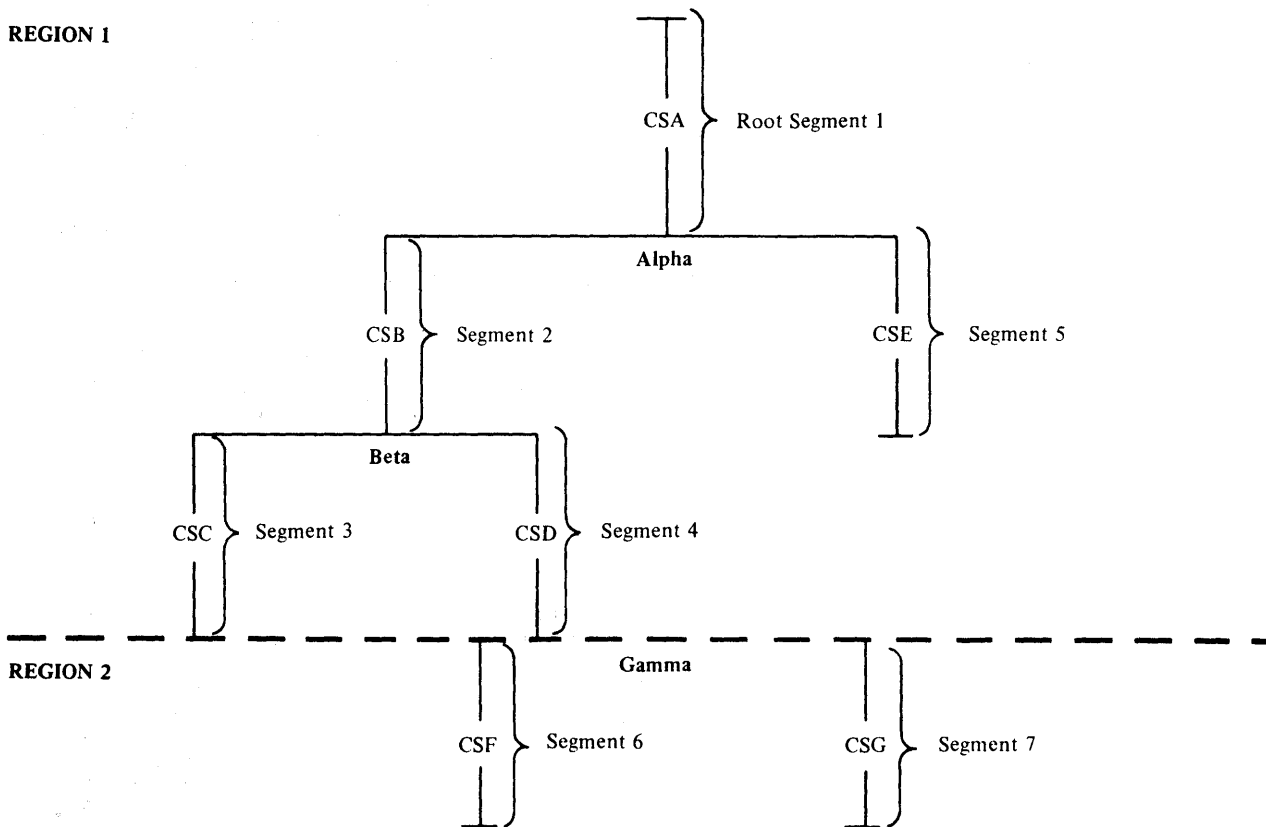 REGION 1
CSA
Root Segment 1
Alpha
CSB
Segment 2
CSE
Segment 5
Beta
CSC
Segment 3
CSD
Segment 4
REGION 2
Gamma
CSF
Segment 6
CSG
Segment 7